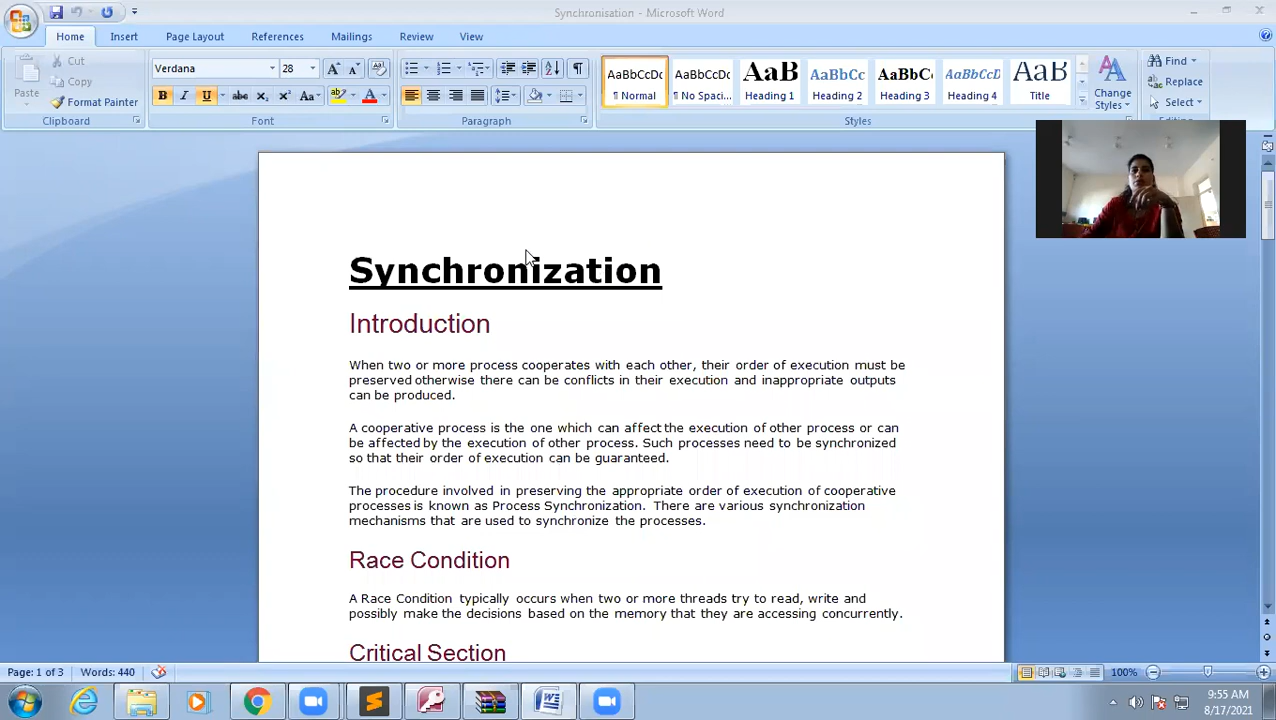 Synchronisation - Microsoft Word
Home Insert Page Layout References Mailings Review View
Paste
Cut
Copy
Format Painter
Clipboard
Verdana 28
B I U abc x₂ x² Aa
Font
Paragraph
AaBbCcDc AaBbCcDc AaB AaBbCc AaBbCc AaBbCcD AaB
¶ Normal ¶ No Spaci... Heading 1 Heading 2 Heading 3 Heading 4 Title
Change Styles
Styles
Find
Replace
Select
Editing
Synchronization
Introduction
When two or more process cooperates with each other, their order of execution must be
preserved otherwise there can be conflicts in their execution and inappropriate outputs
can be produced.
A cooperative process is the one which can affect the execution of other process or can
be affected by the execution of other process. Such processes need to be synchronized
so that their order of execution can be guaranteed.
The procedure involved in preserving the appropriate order of execution of cooperative
processes is known as Process Synchronization. There are various synchronization
mechanisms that are used to synchronize the processes.
Race Condition
A Race Condition typically occurs when two or more threads try to read, write and
possibly make the decisions based on the memory that they are accessing concurrently.
Critical Section
Page: 1 of 3 Words: 440 100%
9:55 AM
8/17/2021